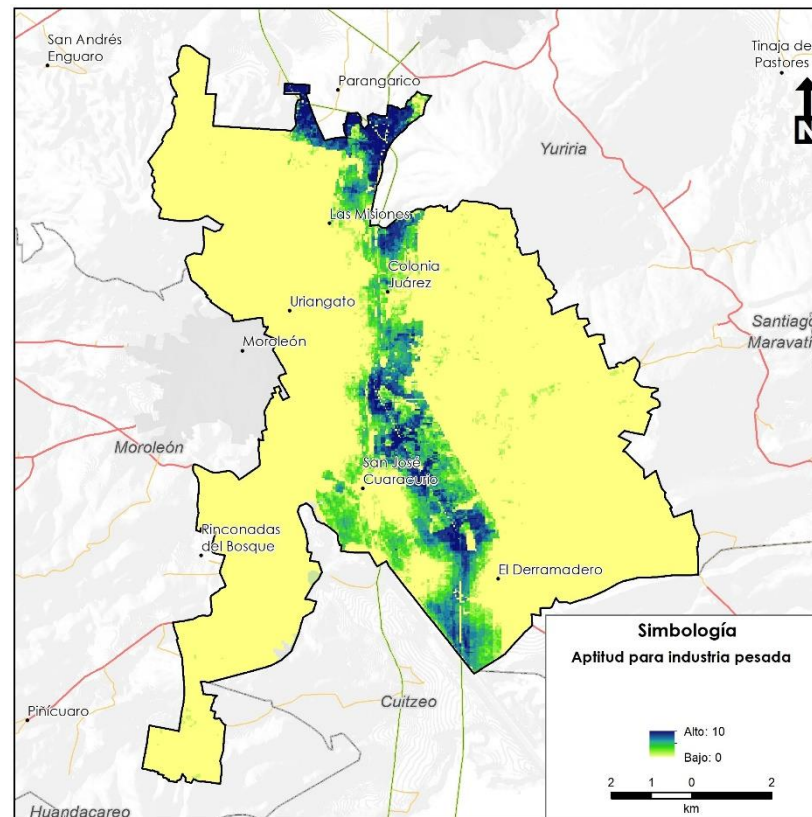 San Andrés
Enguaro
Parangarico
Tinaja de
Pastores
N
Yuriria
Las Misiones
Colonia
Juárez
Uriangato
Moroleón
Santiago
Maravatí
Moroleón
San José
Cuaracurio
Rinconadas
del Bosque
El Derramadero
Simbología
Aptitud para industria pesada
Piñícuaro
Cuitzeo
Alto: 10
Bajo: 0
2 1 0 2
km
Huandacareo